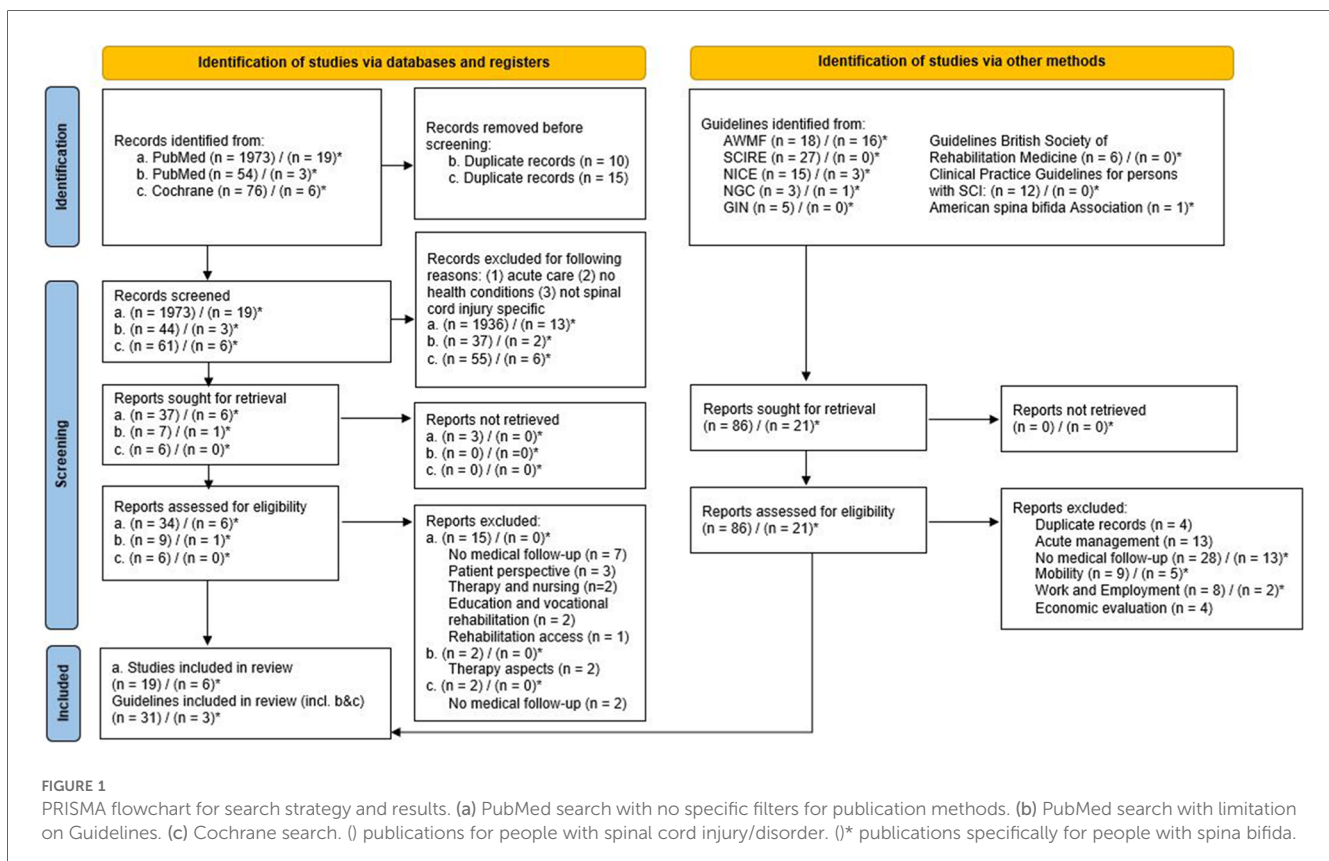 Identification of studies via databases and registers
Identification of studies via other methods
Identification
Records identified from:
a. PubMed (n = 1973) / (n = 19)*
b. PubMed (n = 54) / (n = 3)*
c. Cochrane (n = 76) / (n = 6)*
Records removed before
screening:
b. Duplicate records (n = 10)
c. Duplicate records (n = 15)
Guidelines identified from:
AWMF (n = 18) / (n = 16)*
SCIRE (n = 27) / (n = 0)*
NICE (n = 15) / (n = 3)*
NGC (n = 3) / (n = 1)*
GIN (n = 5) / (n = 0)*
Guidelines British Society of
Rehabilitation Medicine (n = 6) / (n = 0)*
Clinical Practice Guidelines for persons
with SCI: (n = 12) / (n = 0)*
American spina bifida Association (n = 1)*
Screening
Records screened
a. (n = 1973) / (n = 19)*
b. (n = 44) / (n = 3)*
c. (n = 61) / (n = 6)*
Records excluded for following
reasons: (1) acute care (2) no
health conditions (3) not spinal
cord injury specific
a. (n = 1936) / (n = 13)*
b. (n = 37) / (n = 2)*
c. (n = 55) / (n = 6)*
Reports sought for retrieval
a. (n = 37) / (n = 6)*
b. (n = 7) / (n = 1)*
c. (n = 6) / (n = 0)*
Reports not retrieved
a. (n = 3) / (n = 0)*
b. (n = 0) / (n =0)*
c. (n = 0) / (n = 0)*
Reports sought for retrieval
(n = 86) / (n = 21)*
Reports not retrieved
(n = 0) / (n = 0)*
Reports assessed for eligibility
a. (n = 34) / (n = 6)*
b. (n = 9) / (n = 1)*
c. (n = 6) / (n = 0)*
Reports excluded:
a. (n = 15) / (n = 0)*
No medical follow-up (n = 7)
Patient perspective (n = 3)
Therapy and nursing (n=2)
Education and vocational
rehabilitation (n = 2)
Rehabilitation access (n = 1)
b. (n = 2) / (n = 0)*
Therapy aspects (n = 2)
c. (n = 2) / (n = 0)*
No medical follow-up (n = 2)
Reports assessed for eligibility
(n = 86) / (n = 21)*
Reports excluded:
Duplicate records (n = 4)
Acute management (n = 13)
No medical follow-up (n = 28) / (n = 13)*
Mobility (n = 9) / (n = 5)*
Work and Employment (n = 8) / (n = 2)*
Economic evaluation (n = 4)
Included
a. Studies included in review
(n = 19) / (n = 6)*
Guidelines included in review (incl. b&c)
(n = 31) / (n = 3)*
FIGURE 1
PRISMA flowchart for search strategy and results. (a) PubMed search with no specific filters for publication methods. (b) PubMed search with limitation
on Guidelines. (c) Cochrane search. () publications for people with spinal cord injury/disorder. ()* publications specifically for people with spina bifida.